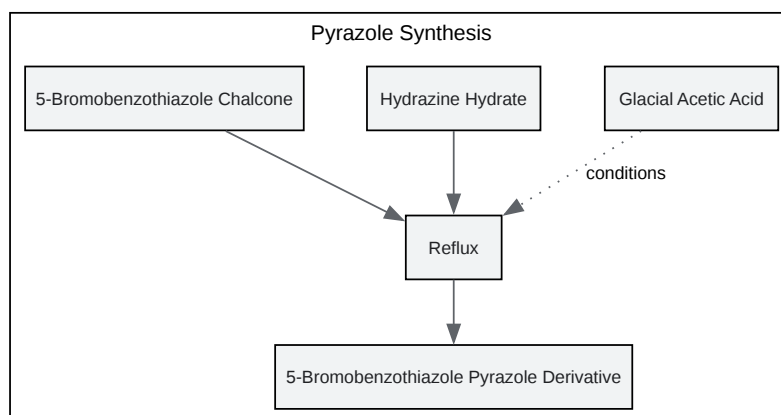 Pyrazole Synthesis
5-Bromobenzothiazole Chalcone
Hydrazine Hydrate
Glacial Acetic Acid
conditions
Reflux
5-Bromobenzothiazole Pyrazole Derivative